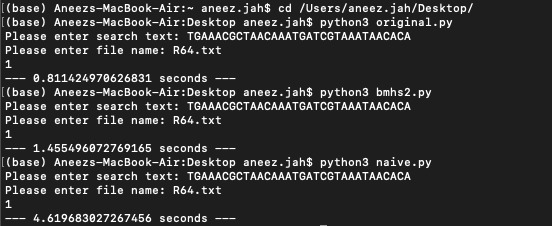 [(base) Aneezs-MacBook-Air:~ aneez.jah$ cd /Users/aneez.jah/Desktop/
[(base) Aneezs-MacBook-Air:Desktop aneez.jah$ python3 original.py
Please enter search text: TGAAACGCTAACAAATGATCGTAAATAACACA
Please enter file name: R64.txt
1
--- 0.811424970626831 seconds ---
[(base) Aneezs-MacBook-Air:Desktop aneez.jah$ python3 bmhs2.py
Please enter search text: TGAAACGCTAACAAATGATCGTAAATAACACA
Please enter file name: R64.txt
1
--- 1.455496072769165 seconds ---
[(base) Aneezs-MacBook-Air:Desktop aneez.jah$ python3 naive.py
Please enter search text: TGAAACGCTAACAAATGATCGTAAATAACACA
Please enter file name: R64.txt
1
--- 4.619683027267456 seconds ---